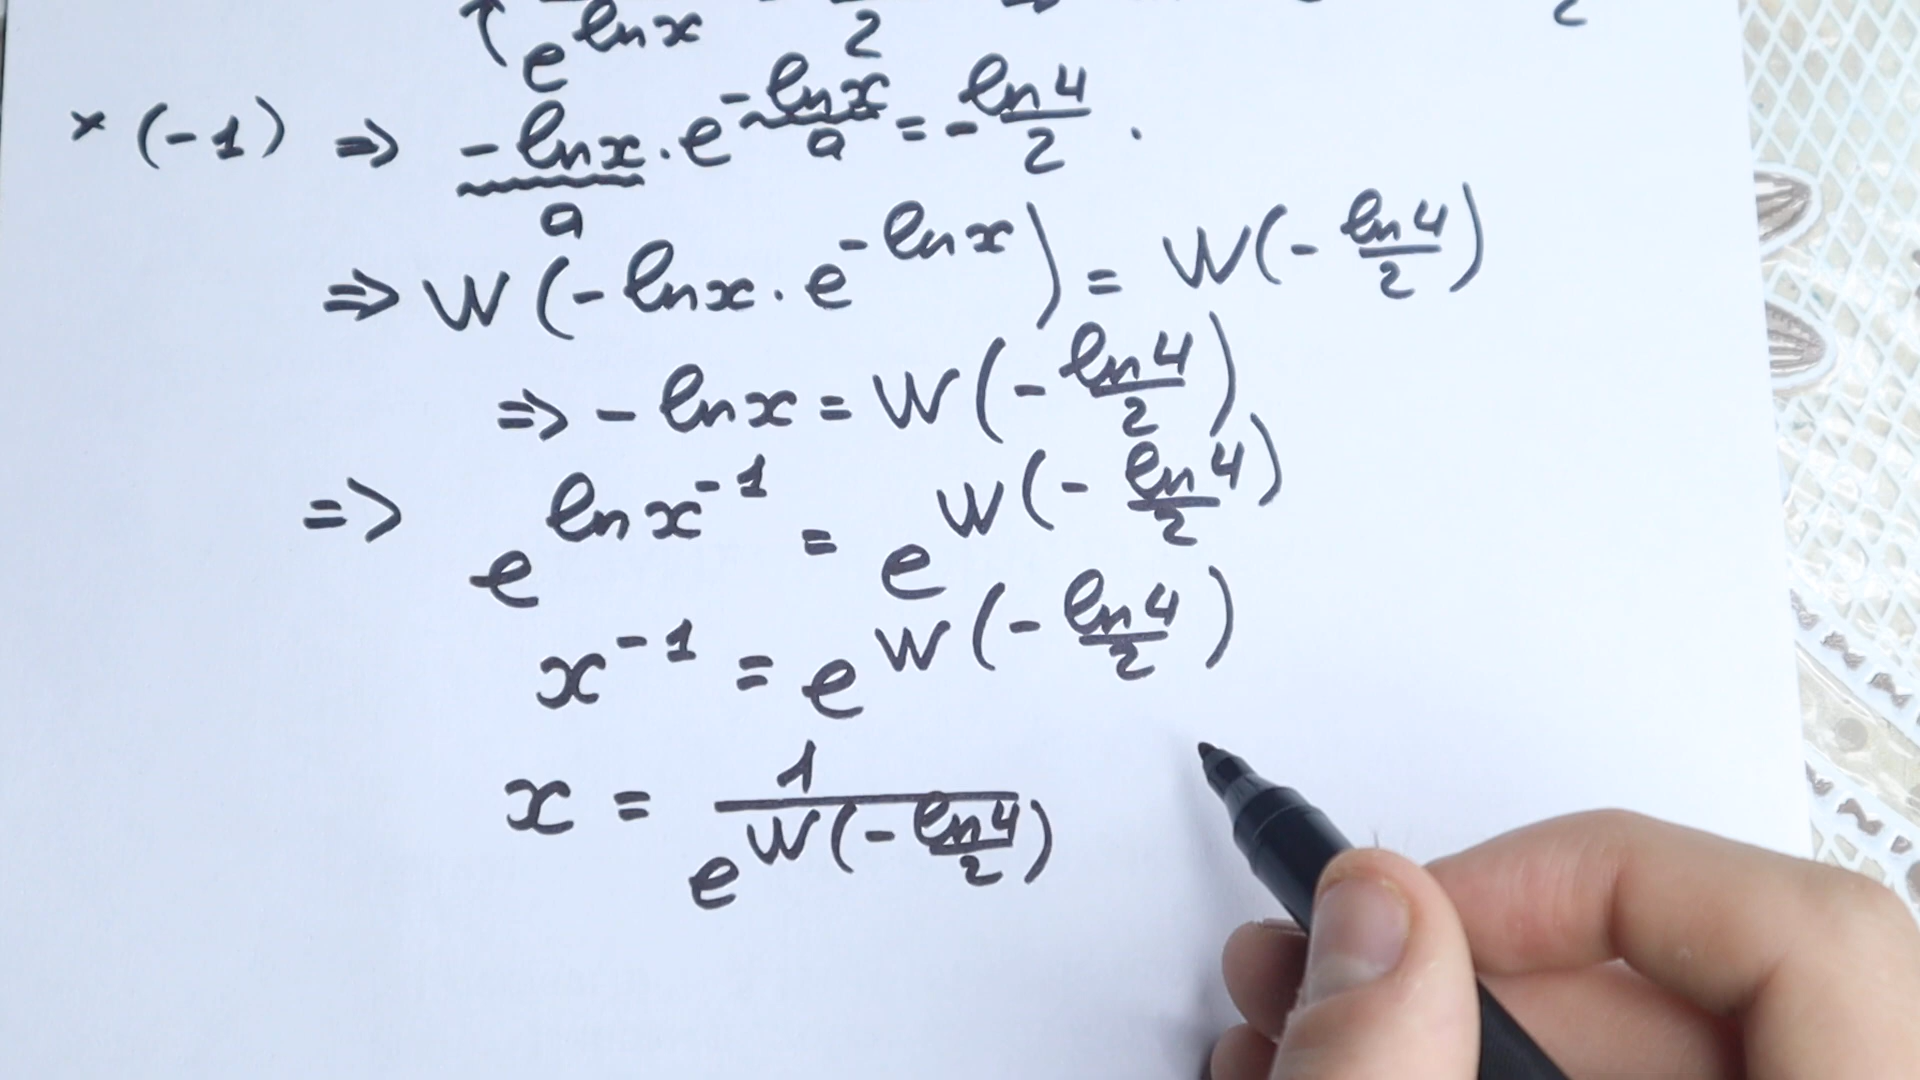 e^{ln x} 2 2
× (-1) ⇒ -ln x · e^{-ln x} = - ln 4 / 2 .
a a
⇒ W (-ln x · e^{-ln x}) = W (- ln 4 / 2)
⇒ - ln x = W (- ln 4 / 2)
=> e^{ln x^{-1}} = e^{W (- ln 4 / 2)}
x^{-1} = e^{W (- ln 4 / 2)}
x = 1 / e^{W (- ln 4 / 2)}